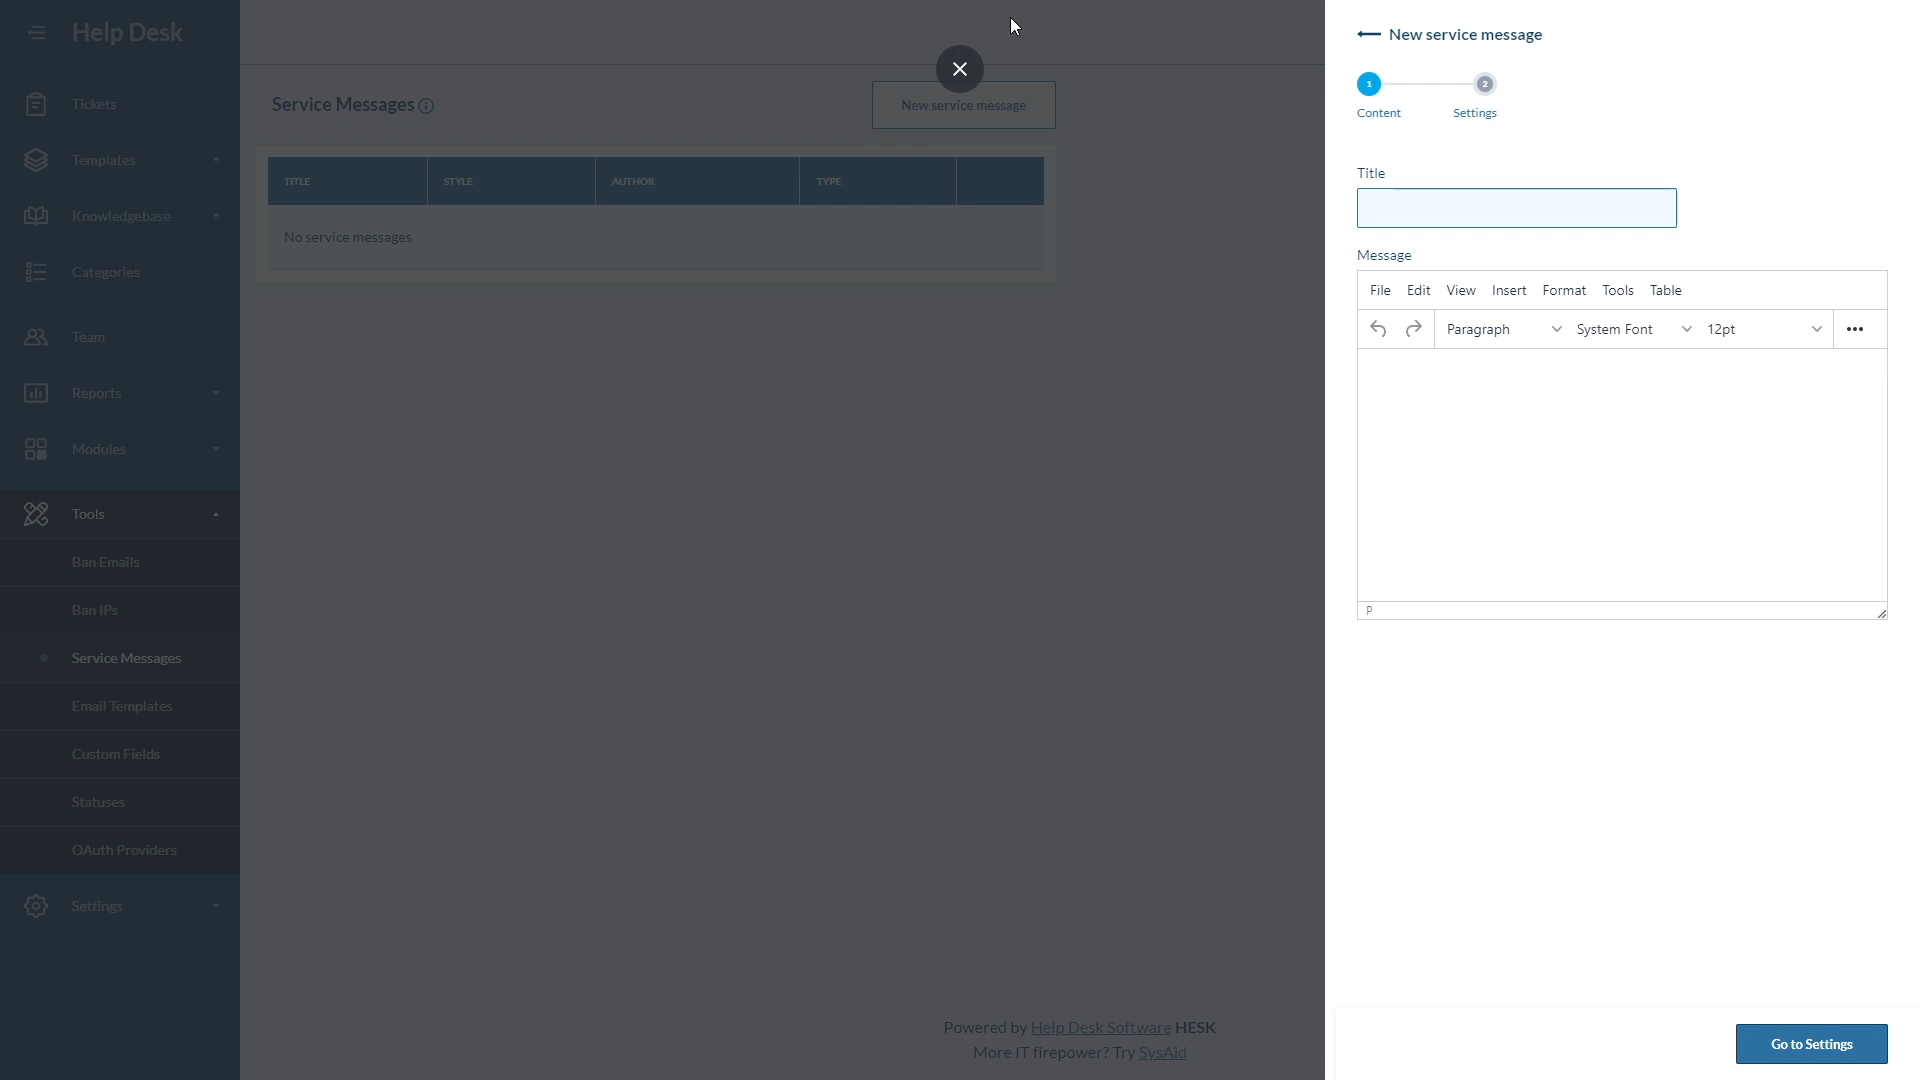 Help Desk
Tickets
Templates
Knowledgebase
Categories
Team
Reports
Modules
Tools
Ban Emails
Ban IPs
Service Messages
Email Templates
Custom Fields
Statuses
OAuth Providers
Settings
Service Messages
New service message
TITLE STYLE AUTHOR TYPE
No service messages
Powered by Help Desk Software HESK
More IT firepower? Try SysAid
New service message
1 2
Content Settings
Title
Message
File Edit View Insert Format Tools Table
Paragraph System Font 12pt
P
Go to Settings